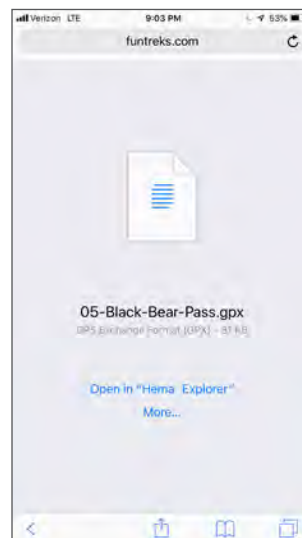 Verizon LTE 9:03 PM 53%
funtreks.com
05-Black-Bear-Pass.gpx
GPS Exchange Format (GPX) - 81 KB
Open in "Hema Explorer"
More...